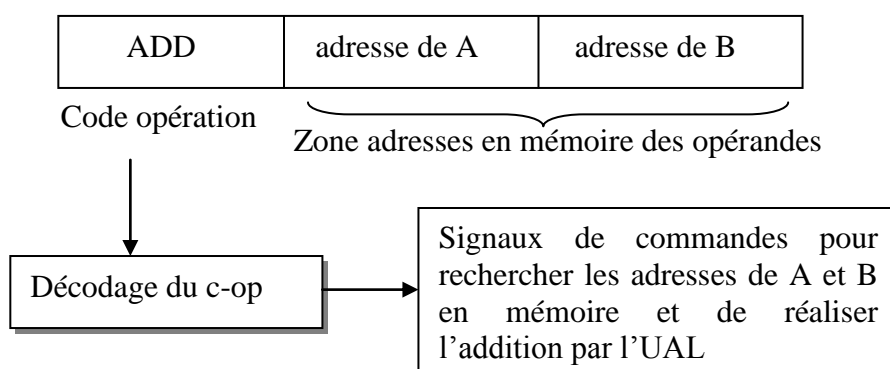 ADD adresse de A adresse de B
Code opération
Zone adresses en mémoire des opérandes
Décodage du c-op
Signaux de commandes pour
rechercher les adresses de A et B
en mémoire et de réaliser
l’addition par l’UAL